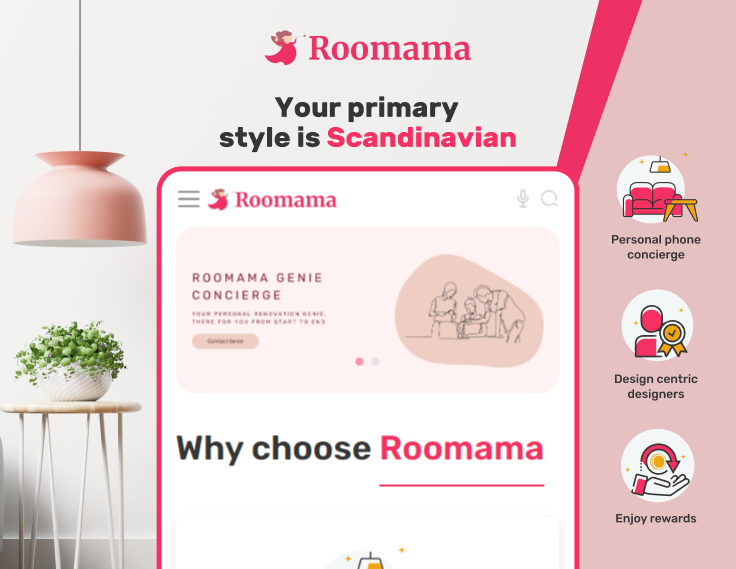 Roomama
Your primary
style is Scandinavian
Roomama
ROOMAMA GENIE
CONCIERGE
YOUR PERSONAL RENOVATION GENIE,
THERE FOR YOU FROM START TO END
Contact Genie
Why choose Roomama
Personal phone
concierge
Design centric
designers
Enjoy rewards